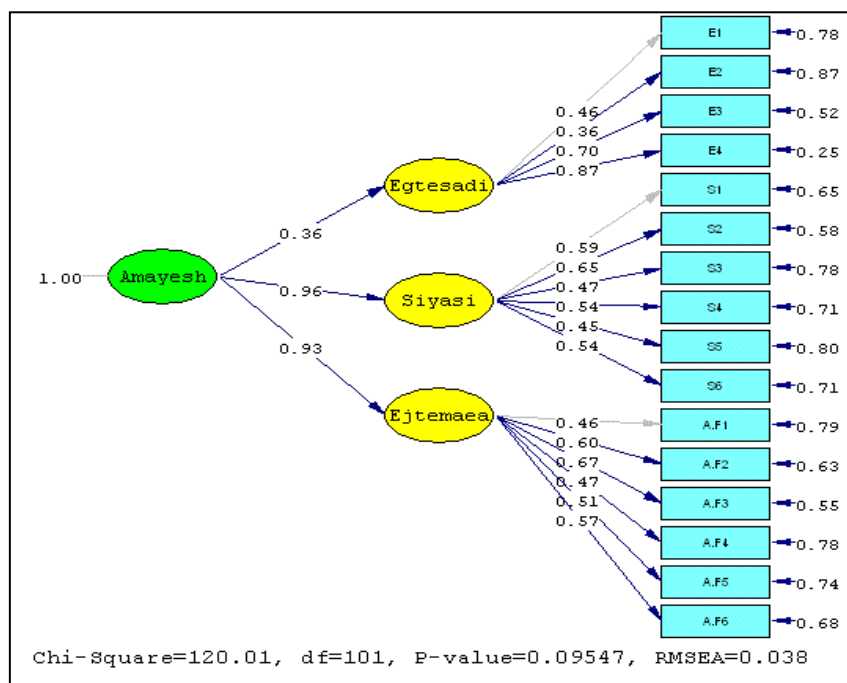 E1
0.78
E2
0.87
0.46
E3
0.52
0.36
0.70
E4
0.25
0.87
Egtesadi
S1
0.65
0.36
S2
0.58
0.59
0.65
S3
0.78
1.00
Amayesh
0.47
0.96
Siyasi
0.54
S4
0.71
0.45
0.54
S5
0.80
0.93
S6
0.71
Ejtemaea
0.46
A.F1
0.79
0.60
0.67
A.F2
0.63
0.47
0.51
A.F3
0.55
0.57
A.F4
0.78
A.F5
0.74
A.F6
0.68
Chi-Square=120.01, df=101, P-value=0.09547, RMSEA=0.038